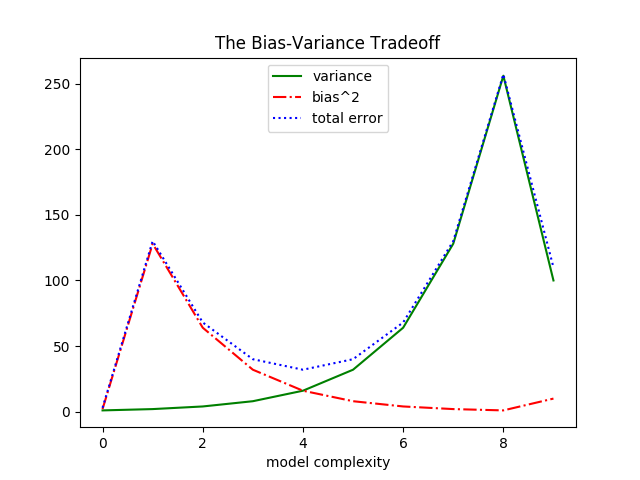 The Bias-Variance Tradeoff
variance
bias^2
total error
250
200
150
100
50
0
0 2 4 6 8
model complexity